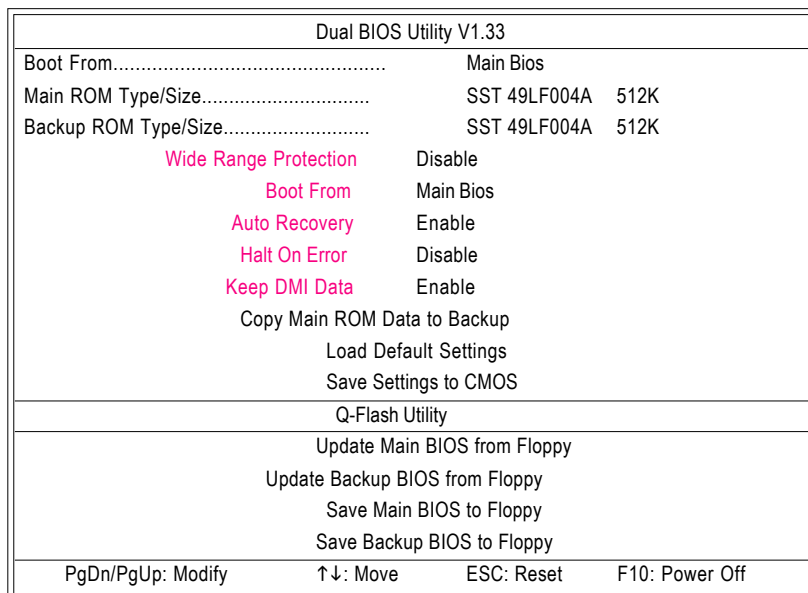 Dual BIOS Utility V1.33
Boot From................................................. Main Bios
Main ROM Type/Size............................... SST 49LF004A 512K
Backup ROM Type/Size........................... SST 49LF004A 512K
Wide Range Protection Disable
Boot From Main Bios
Auto Recovery Enable
Halt On Error Disable
Keep DMI Data Enable
Copy Main ROM Data to Backup
Load Default Settings
Save Settings to CMOS
Q-Flash Utility
Update Main BIOS from Floppy
Update Backup BIOS from Floppy
Save Main BIOS to Floppy
Save Backup BIOS to Floppy
PgDn/PgUp: Modify ↑↓: Move ESC: Reset F10: Power Off